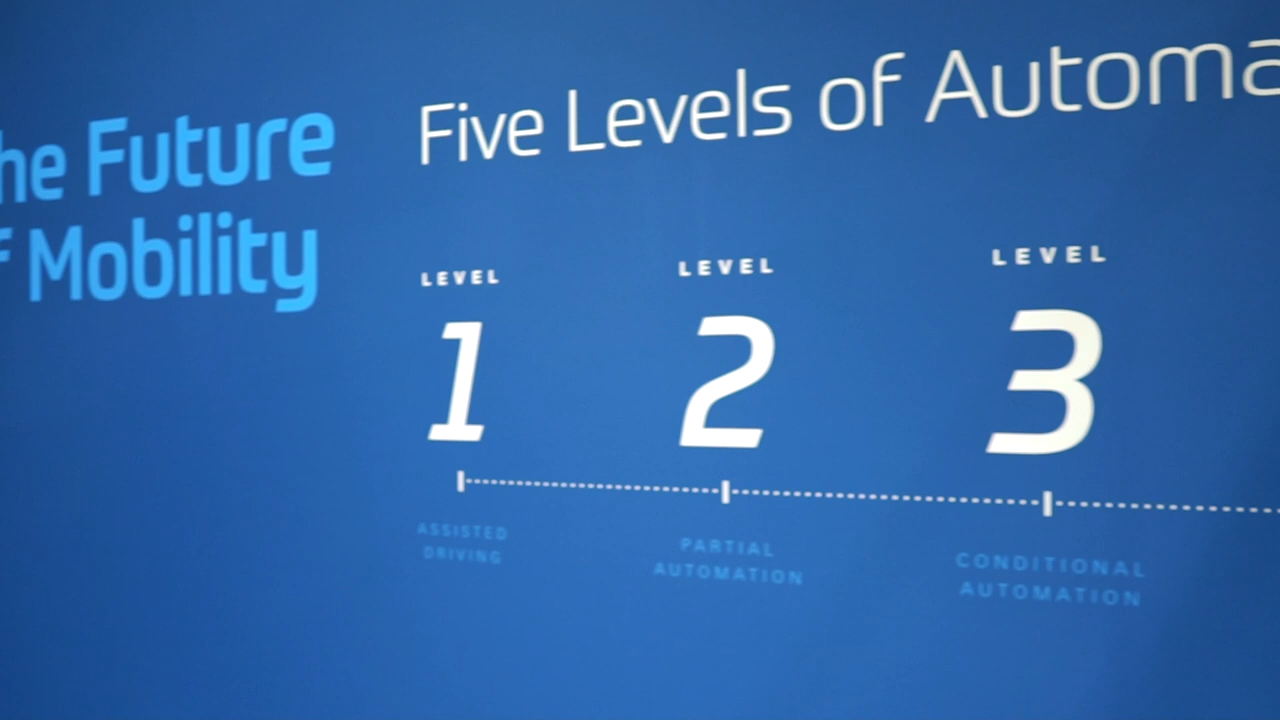 he Future
f Mobility
Five Levels of Automa
LEVEL
1
ASSISTED
DRIVING
LEVEL
2
PARTIAL
AUTOMATION
LEVEL
3
CONDITIONAL
AUTOMATION